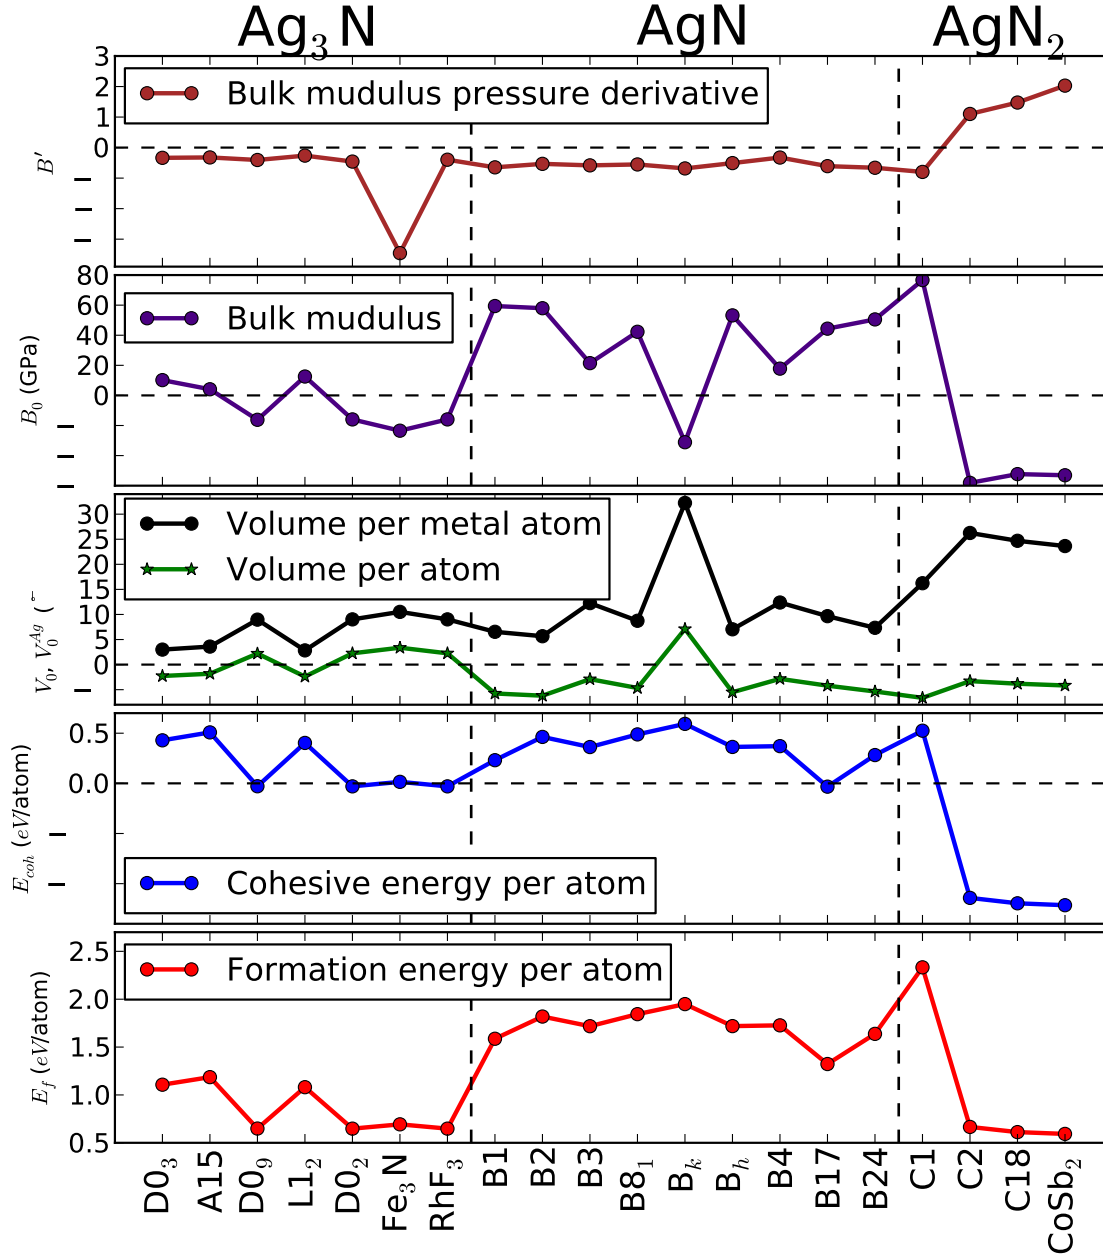 Ag₃ N AgN AgN₂
3
2
1
0
B′
Bulk mudulus pressure derivative
80
60
40
20
0
B₀ (GPa)
Bulk mudulus
30
25
20
15
10
5
0
V₀, V₀ᴬᵍ (
Volume per metal atom
Volume per atom
0.5
0.0
E_coh (eV/atom)
Cohesive energy per atom
2.5
2.0
1.5
1.0
0.5
E_f (eV/atom)
Formation energy per atom
D0₃ A15 D0₉ L1₂ D0₂ Fe₃N RhF₃ B1 B2 B3 B8₁ Bₖ Bₕ B4 B17 B24 C1 C2 C18 CoSb₂